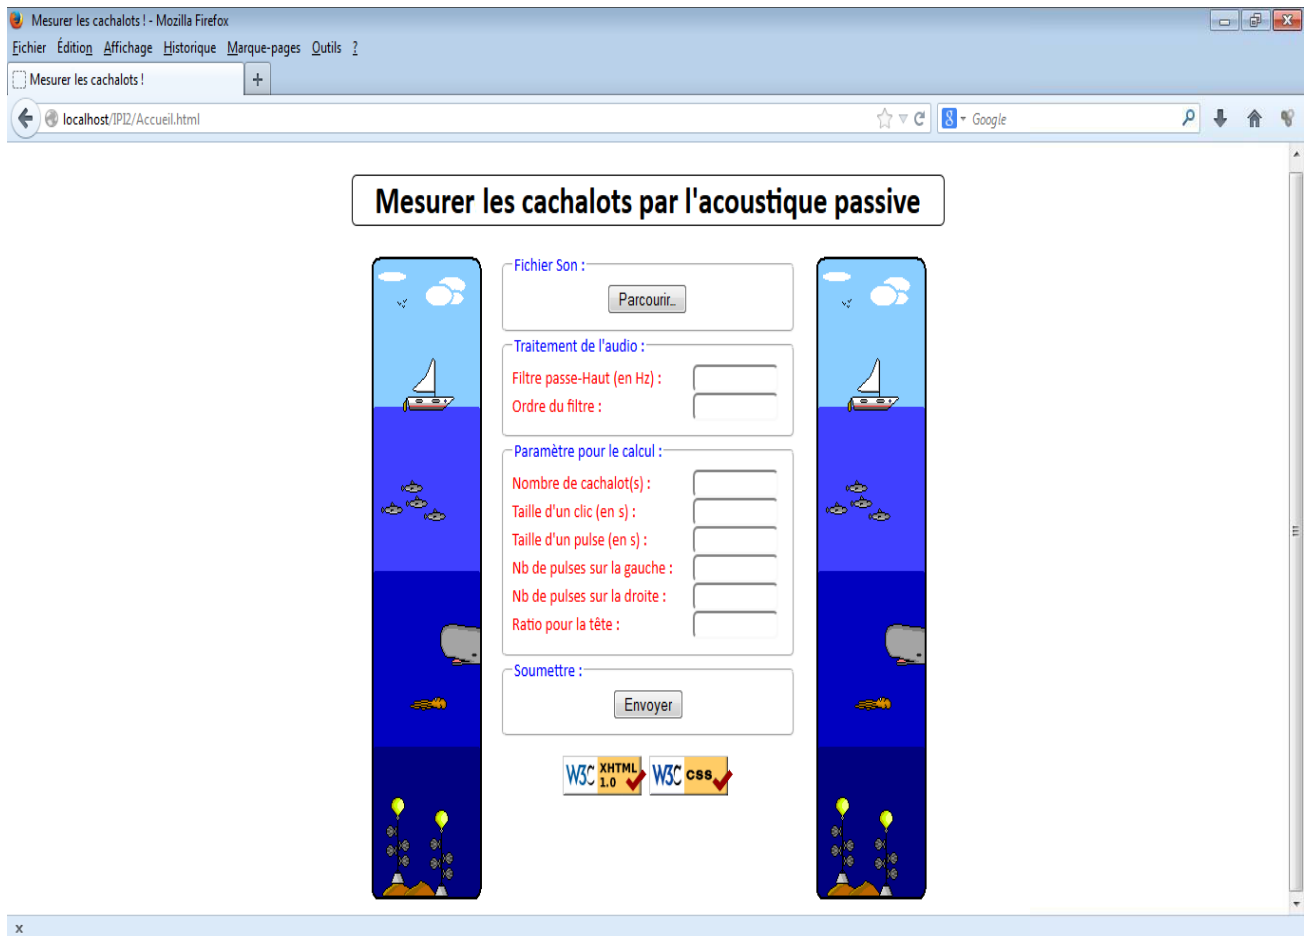 Mesurer les cachalots ! - Mozilla Firefox
Fichier Édition Affichage Historique Marque-pages Outils ?
Mesurer les cachalots !
localhost/IPI2/Accueil.html
Google
Mesurer les cachalots par l'acoustique passive
Fichier Son :
Parcourir...
Traitement de l'audio :
Filtre passe-Haut (en Hz) :
Ordre du filtre :
Paramètre pour le calcul :
Nombre de cachalot(s) :
Taille d'un clic (en s) :
Taille d'un pulse (en s) :
Nb de pulses sur la gauche :
Nb de pulses sur la droite :
Ratio pour la tête :
Soumettre :
Envoyer
W3C XHTML 1.0
W3C css
x